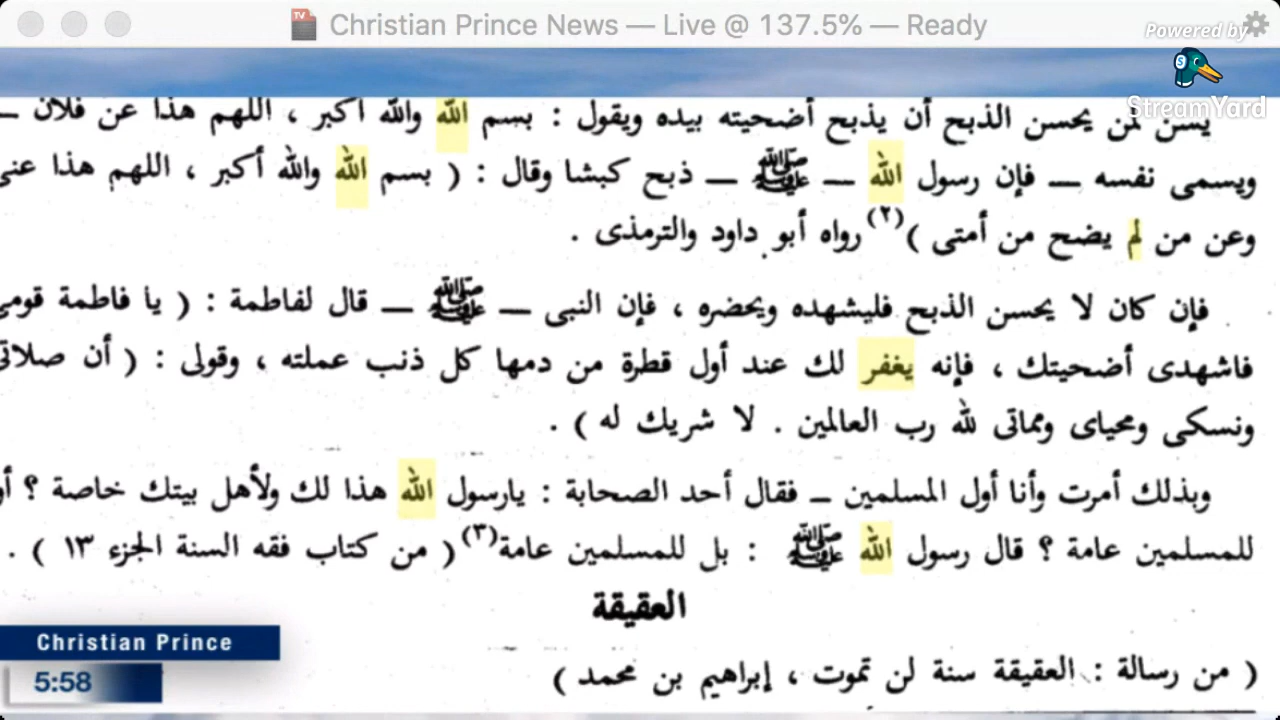 Christian Prince News — Live @ 137.5% — Ready
Powered by
StreamYard
يسن لمن يحسن الذبح أن يذبح أضحيته بيده ويقول : بسم الله والله أكبر ، اللهم هذا عن فلان —
ويسمى نفسه — فإن رسول الله — ﷺ — ذبح كبشا وقال : ( بسم الله والله أكبر ، اللهم هذا عنى
وعن من لم يضح من أمتى )(٢) رواه أبو داود والترمذى .
فإن كان لا يحسن الذبح فليشهده ويحضره ، فإن النبى — ﷺ — قال لفاطمة : ( يا فاطمة قومى
فاشهدى أضحيتك ، فإنه يغفر لك عند أول قطرة من دمها كل ذنب عملته ، وقولى : ( أن صلاتى
ونسكى ومحياى ومماتى لله رب العالمين . لا شريك له ) .
وبذلك أمرت وأنا أول المسلمين – فقال أحد الصحابة : يارسول الله هذا لك ولأهل بيتك خاصة ؟ أو
للمسلمين عامة ؟ قال رسول الله ﷺ : بل للمسلمين عامة(٣) ( من كتاب فقه السنة الجزء ١٣ ) .
العقيقة
( من رسالة : العقيقة سنة لن تموت ، إبراهيم بن محمد )
Christian Prince
5:58